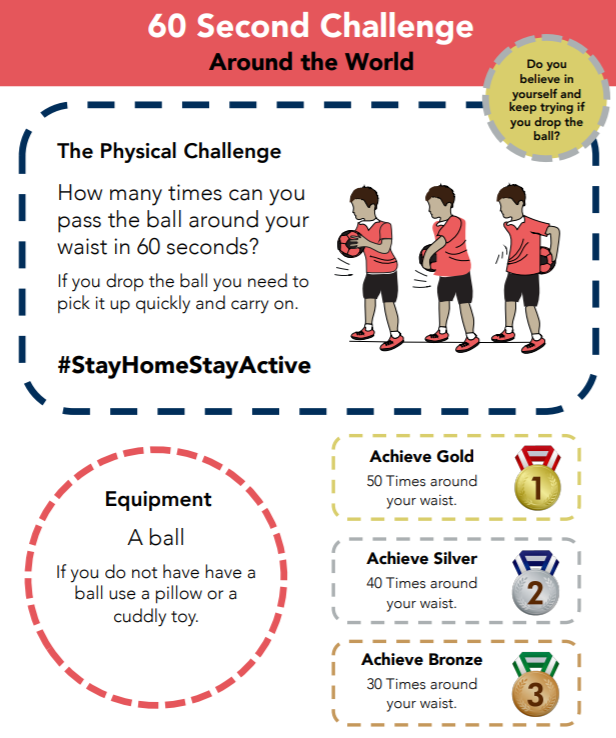 60 Second Challenge
Around the World
Do you
believe in
yourself and
keep trying if
you drop the
ball?
The Physical Challenge
How many times can you
pass the ball around your
waist in 60 seconds?
If you drop the ball you need to
pick it up quickly and carry on.
#StayHomeStayActive
Equipment
A ball
If you do not have have a
ball use a pillow or a
cuddly toy.
Achieve Gold
50 Times around
your waist.
1
Achieve Silver
40 Times around
your waist.
2
Achieve Bronze
30 Times around
your waist.
3